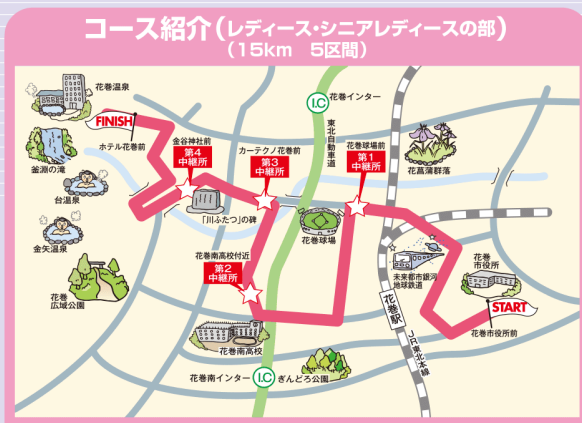 コース紹介(レディース・シニアレディースの部)
(15km 5区間)
花巻温泉
FINISH
ホテル花巻前
釜淵の滝
台温泉
金矢温泉
花巻
広域公園
金谷神社前
第4
中継所
「川ふたつ」の碑
カーテクノ花巻前
第3
中継所
I.C
花巻インター
東北自動車道
花巻球場前
第1
中継所
花巻球場
花菖蒲群落
花巻南高校付近
第2
中継所
花巻南高校
花巻南インター
I.C
ぎんどろ公園
未来都市銀河
地球鉄道
花巻
市役所
START
花巻市役所前
花巻駅
JR東北本線